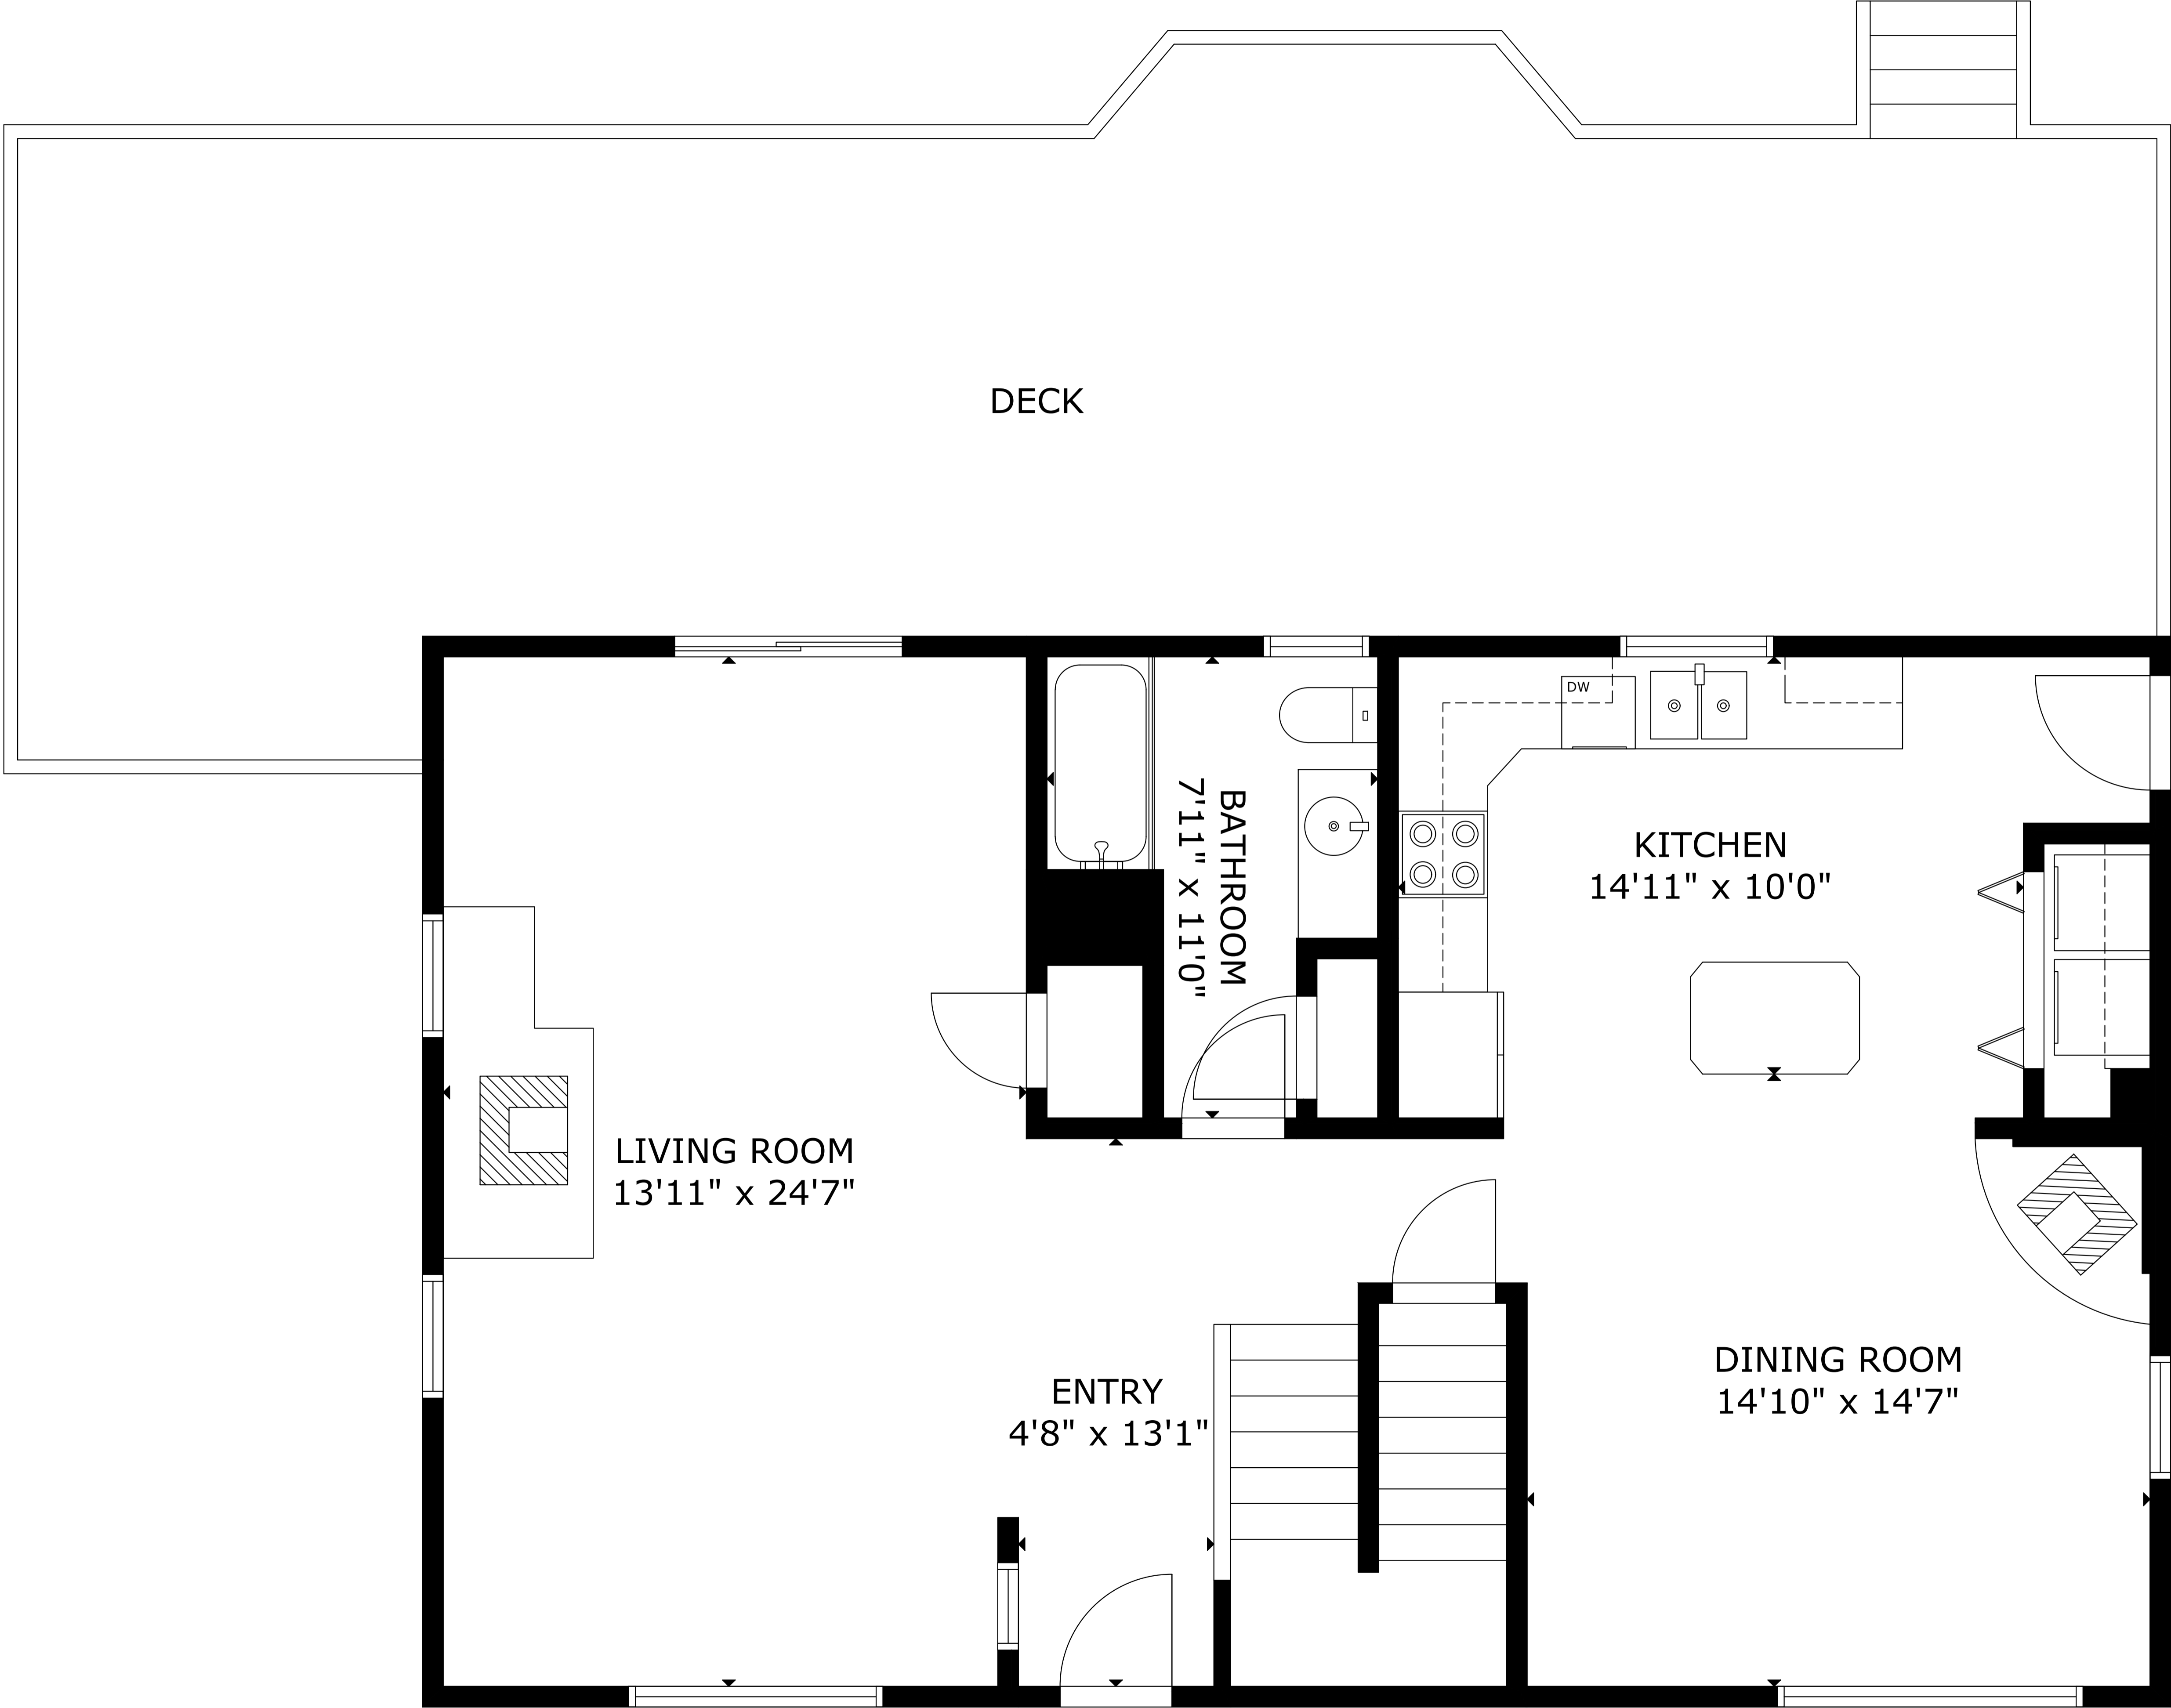 DECK
DW
BATHROOM
7'11" x 11'0"
KITCHEN
14'11" x 10'0"
LIVING ROOM
13'11" x 24'7"
ENTRY
4'8" x 13'1"
DINING ROOM
14'10" x 14'7"